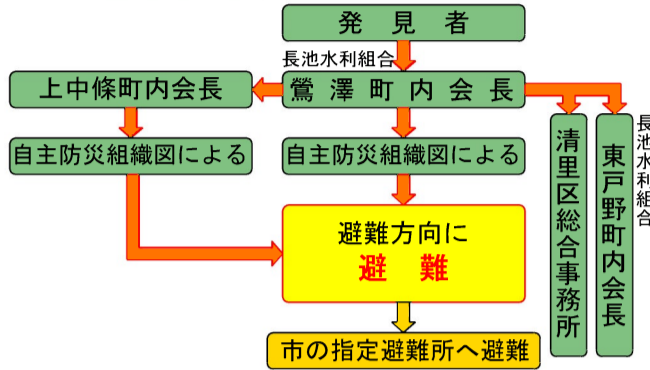 発見者
長池水利組合
上中條町内会長
鶯澤町内会長
自主防災組織図による
自主防災組織図による
清里区総合事務所
東戸野町内会長
長池水利組合
避難方向に
避難
市の指定避難所へ避難